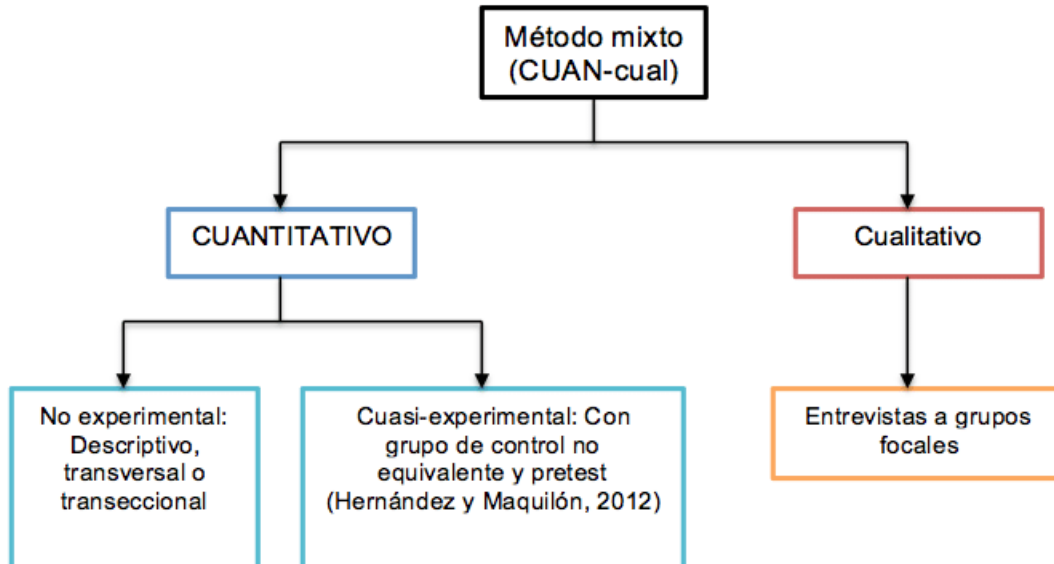 Método mixto
(CUAN-cual)
CUANTITATIVO
Cualitativo
No experimental:
Descriptivo,
transversal o
transeccional
Cuasi-experimental: Con
grupo de control no
equivalente y pretest
(Hernández y Maquilón, 2012)
Entrevistas a grupos
focales